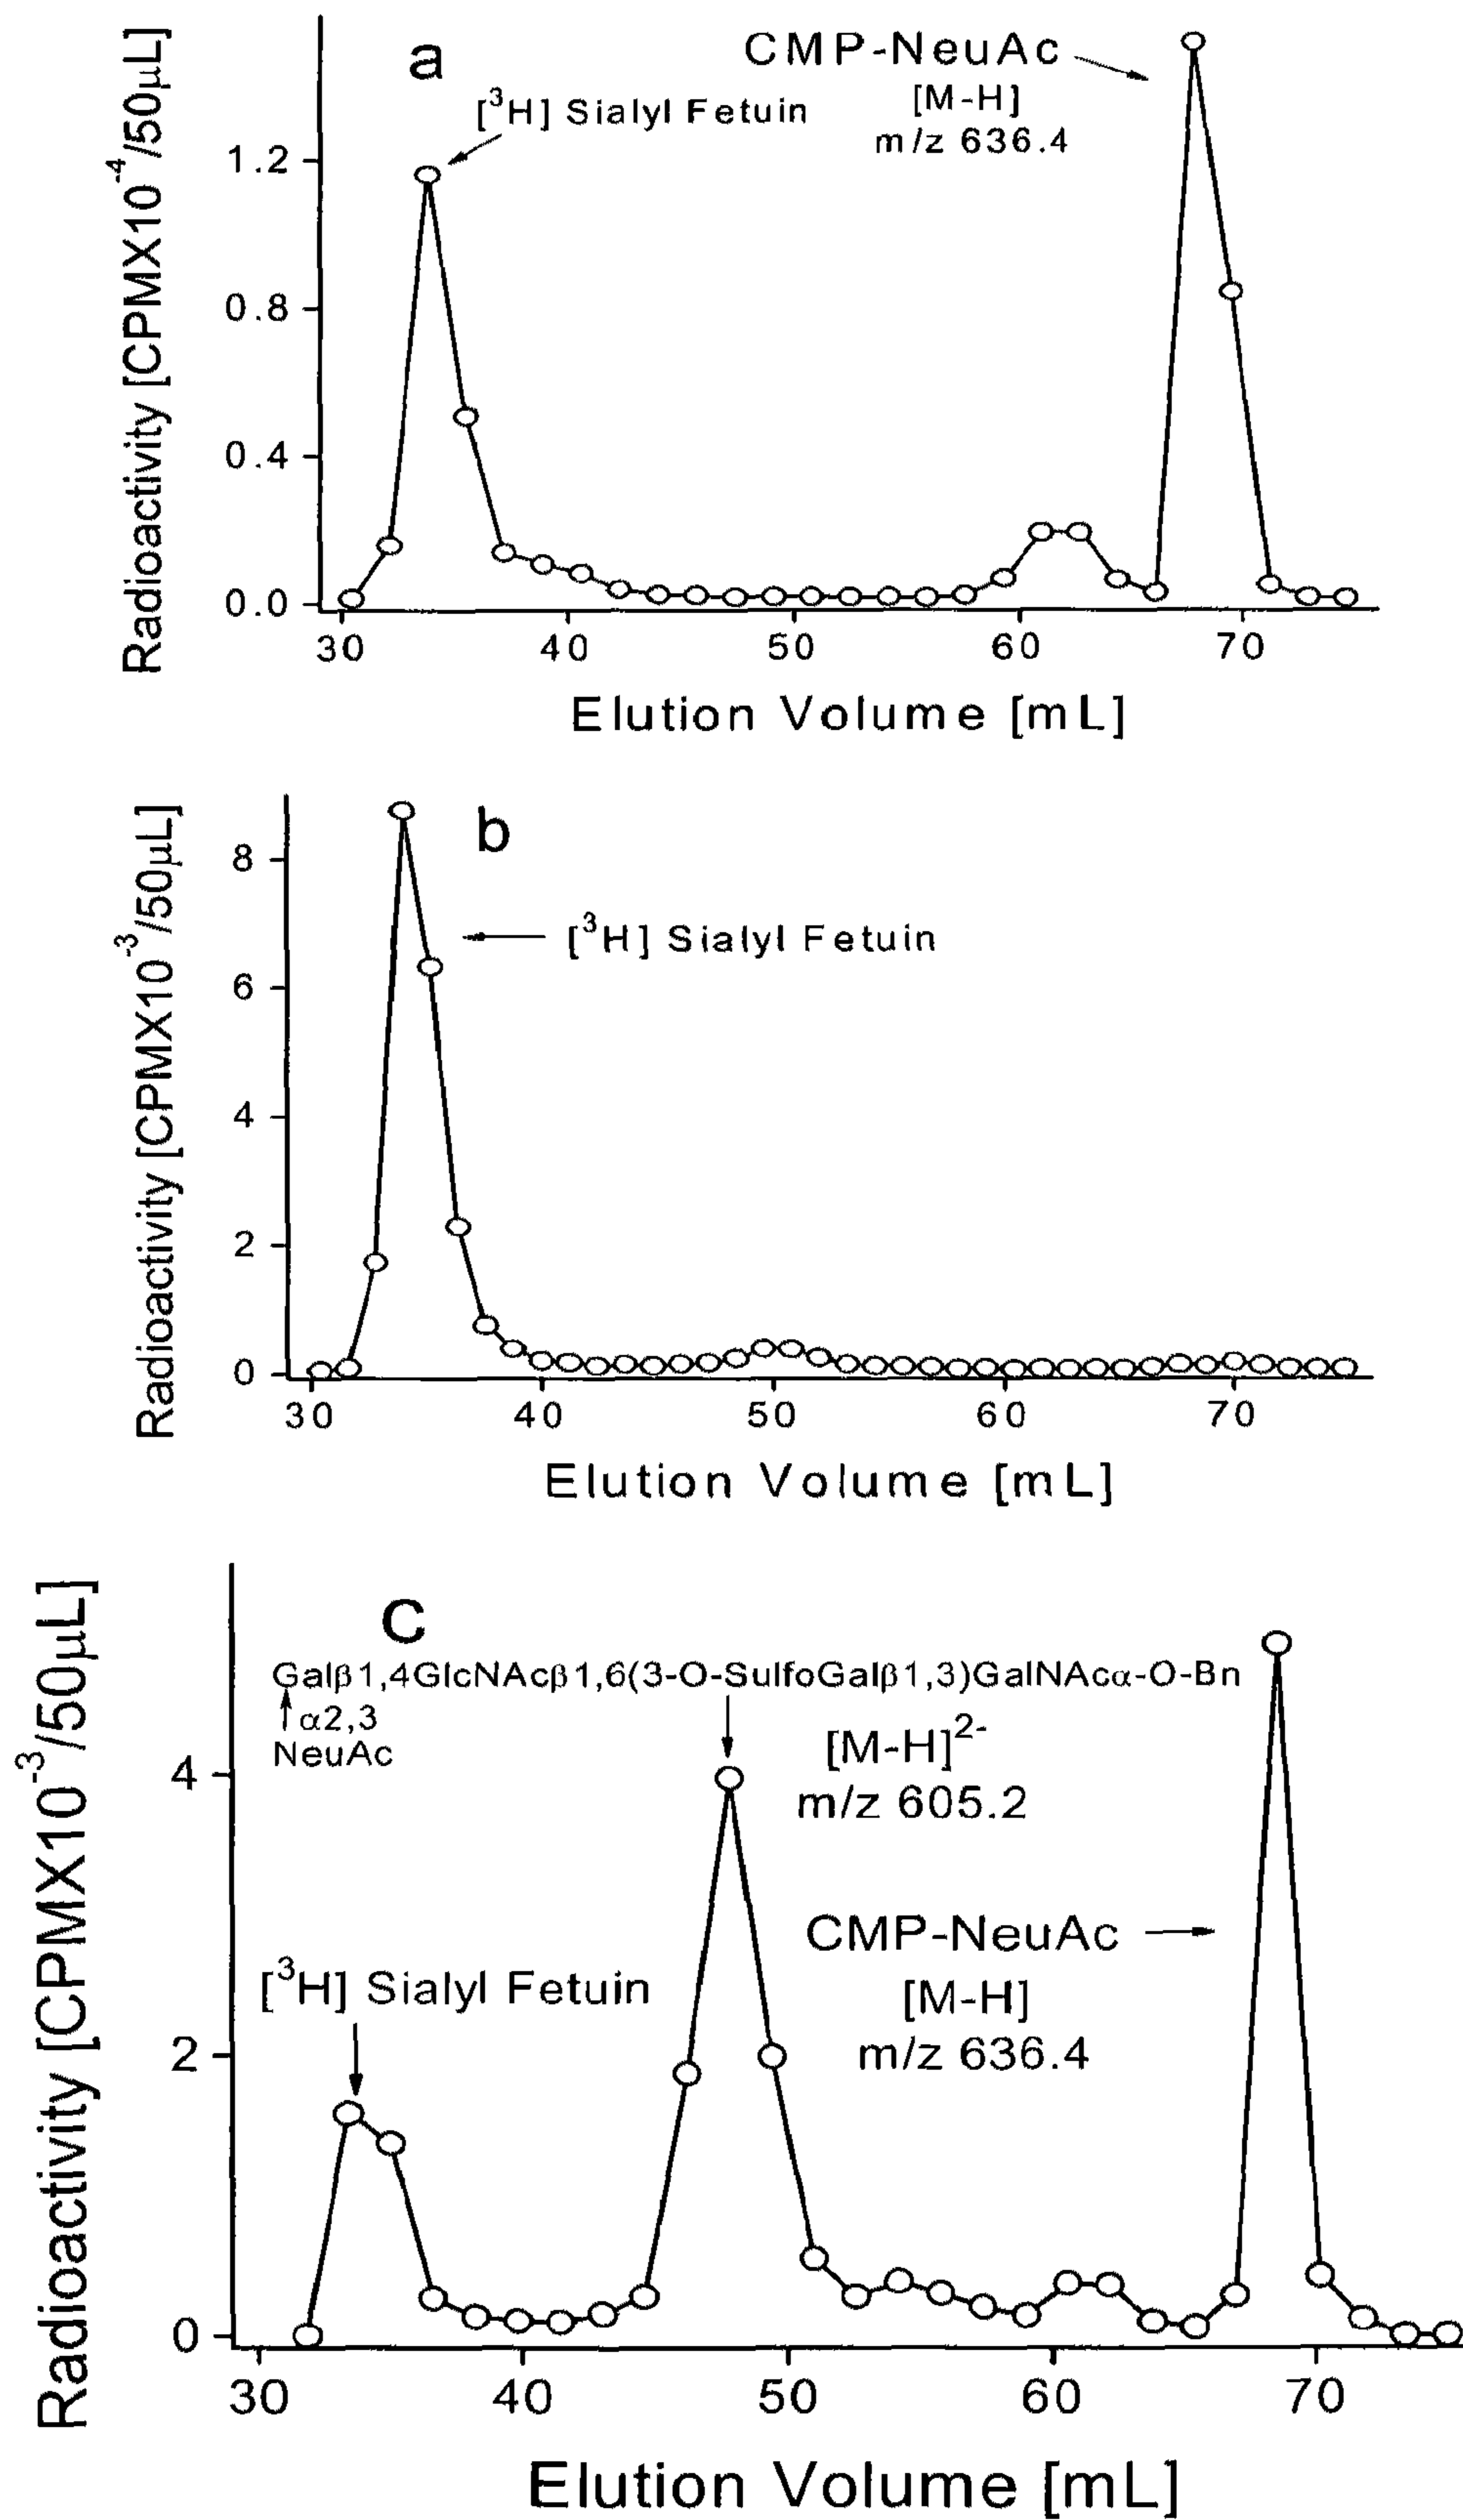 a
CMP-NeuAc
[M-H]
m/z 636.4
[³H] Sialyl Fetuin
Radioactivity [CPMX10⁻⁴/50µL]
1.2
0.8
0.4
0.0
30 40 50 60 70
Elution Volume [mL]
b
[³H] Sialyl Fetuin
Radioactivity [CPMX10⁻³/50µL]
8
6
4
2
0
30 40 50 60 70
Elution Volume [mL]
C
Galβ1,4GlcNAcβ1,6(3-O-SulfoGalβ1,3)GalNAcα-O-Bn
↑α2,3
NeuAc
[M-H]²⁻
m/z 605.2
CMP-NeuAc
[M-H]
m/z 636.4
[³H] Sialyl Fetuin
Radioactivity [CPMX10⁻³/50µL]
4
2
0
30 40 50 60 70
Elution Volume [mL]